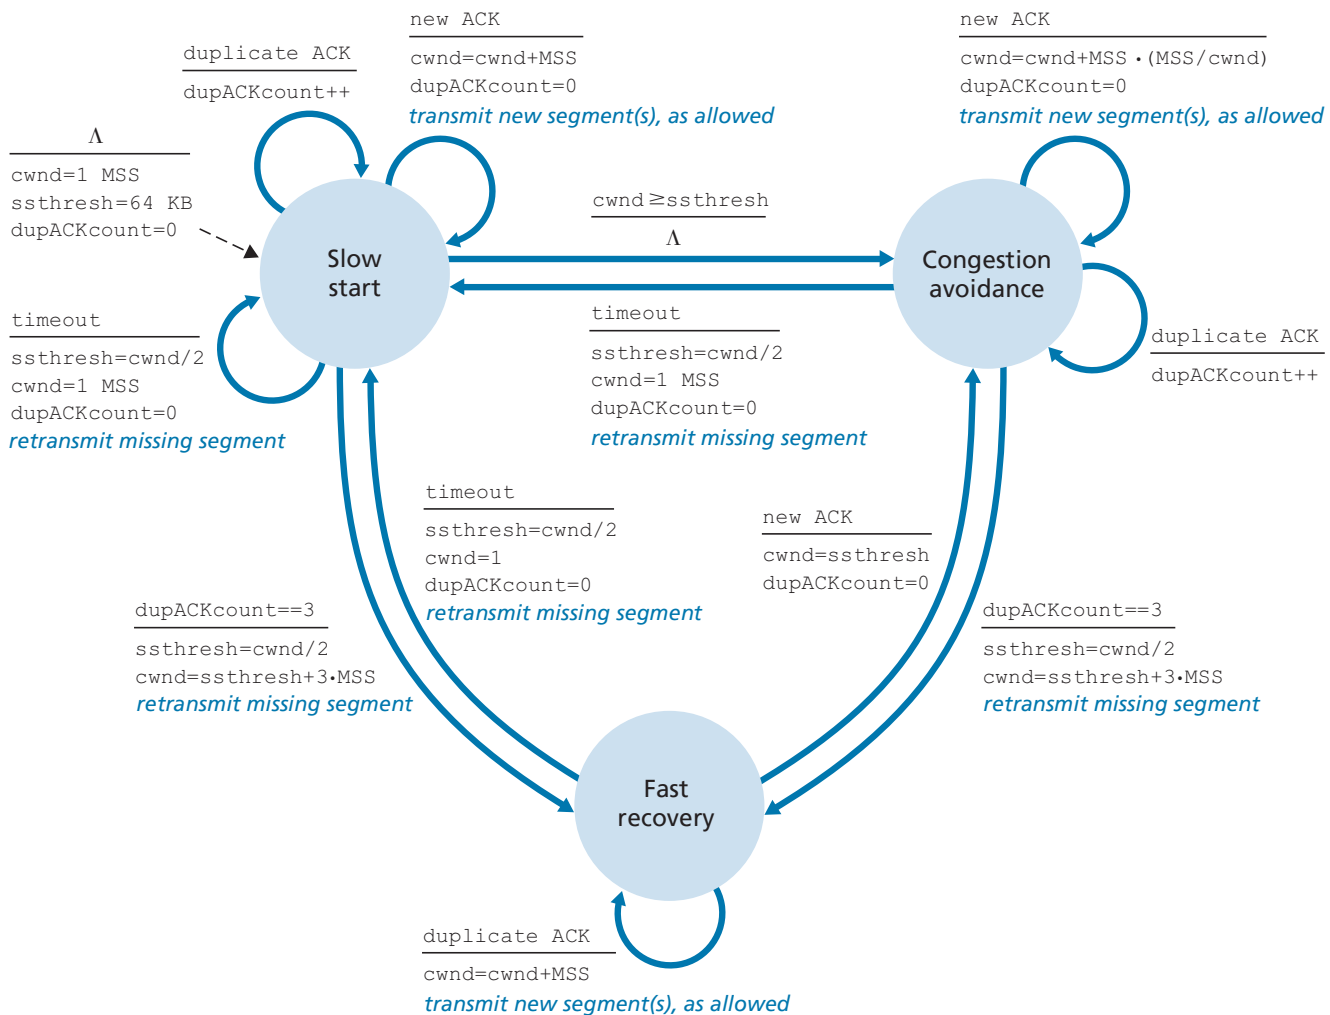 new ACK
cwnd=cwnd+MSS
dupACKcount=0
transmit new segment(s), as allowed
new ACK
cwnd=cwnd+MSS·(MSS/cwnd)
dupACKcount=0
transmit new segment(s), as allowed
duplicate ACK
dupACKcount++
Λ
cwnd=1 MSS
ssthresh=64 KB
dupACKcount=0
cwnd≥ssthresh
Λ
Slow
start
Congestion
avoidance
timeout
ssthresh=cwnd/2
cwnd=1 MSS
dupACKcount=0
retransmit missing segment
timeout
ssthresh=cwnd/2
cwnd=1 MSS
dupACKcount=0
retransmit missing segment
duplicate ACK
dupACKcount++
timeout
ssthresh=cwnd/2
cwnd=1
dupACKcount=0
retransmit missing segment
new ACK
cwnd=ssthresh
dupACKcount=0
dupACKcount==3
ssthresh=cwnd/2
cwnd=ssthresh+3·MSS
retransmit missing segment
dupACKcount==3
ssthresh=cwnd/2
cwnd=ssthresh+3·MSS
retransmit missing segment
Fast
recovery
duplicate ACK
cwnd=cwnd+MSS
transmit new segment(s), as allowed